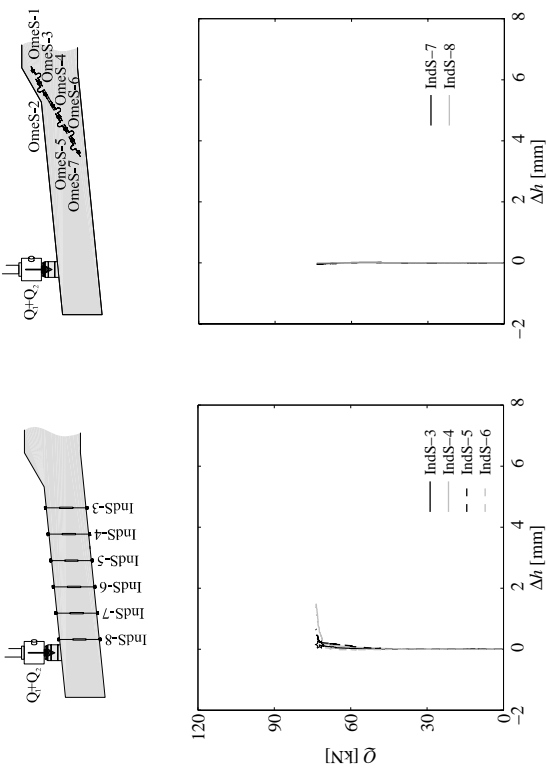 Q₁+Q₂
IndS-8
IndS-7
IndS-6
IndS-5
IndS-4
IndS-3
Q₁+Q₂
OmeS-1
OmeS-3
OmeS-4
OmeS-6
OmeS-2
OmeS-5
OmeS-7
120
90
60
30
Q [kN]
−2
0
2
4
6
8
Δh [mm]
IndS−3
IndS−4
IndS−5
IndS−6
−2
0
2
4
6
8
Δh [mm]
IndS−7
IndS−8